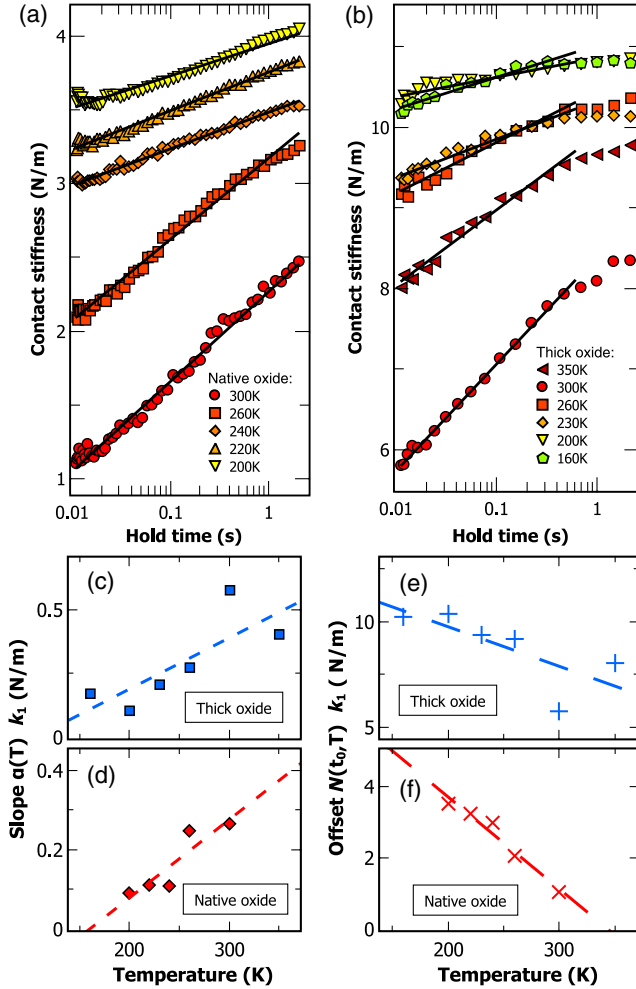 (a)
4
3
2
1
Contact stiffness (N/m)
Native oxide:
300K
260K
240K
220K
200K
0.01 0.1 1
Hold time (s)
(b)
10
8
6
Contact stiffness (N/m)
Thick oxide:
350K
300K
260K
230K
200K
160K
0.01 0.1 1
Hold time (s)
(c)
0.5
0
Thick oxide
(d)
0.4
0.2
0
Native oxide
Slope α(T) k₁ (N/m)
200 300
Temperature (K)
(e)
10
5
Thick oxide
(f)
4
2
0
Native oxide
Offset N(t₀,T) k₁ ( N/m)
200 300
Temperature (K)